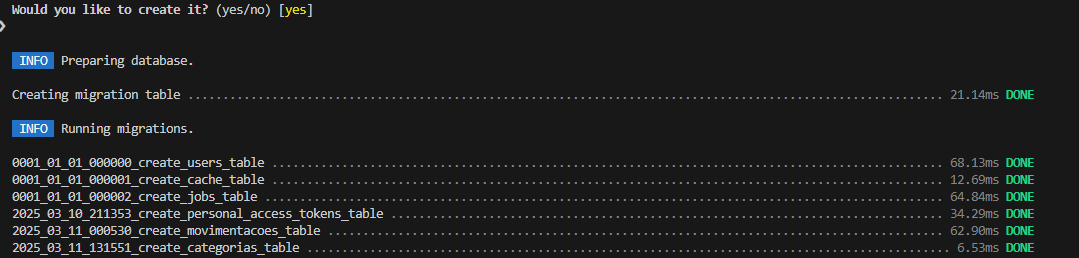 Would you like to create it? (yes/no) [yes]
❯
INFO Preparing database.
Creating migration table ................................................................................................ 21.14ms DONE
INFO Running migrations.
0001_01_01_000000_create_users_table .................................................................................... 68.13ms DONE
0001_01_01_000001_create_cache_table .................................................................................... 12.69ms DONE
0001_01_01_000002_create_jobs_table ..................................................................................... 64.84ms DONE
2025_03_10_211353_create_personal_access_tokens_table ................................................................... 34.29ms DONE
2025_03_11_000530_create_movimentacoes_table ............................................................................ 62.90ms DONE
2025_03_11_131551_create_categorias_table ................................................................................ 6.53ms DONE